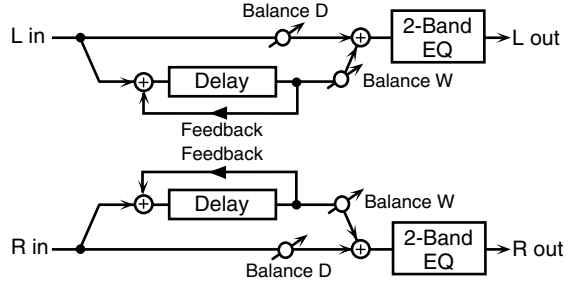 Balance D
L in
2-Band
EQ
L out
Delay
Balance W
Feedback
Feedback
Delay
Balance W
R in
2-Band
EQ
R out
Balance D